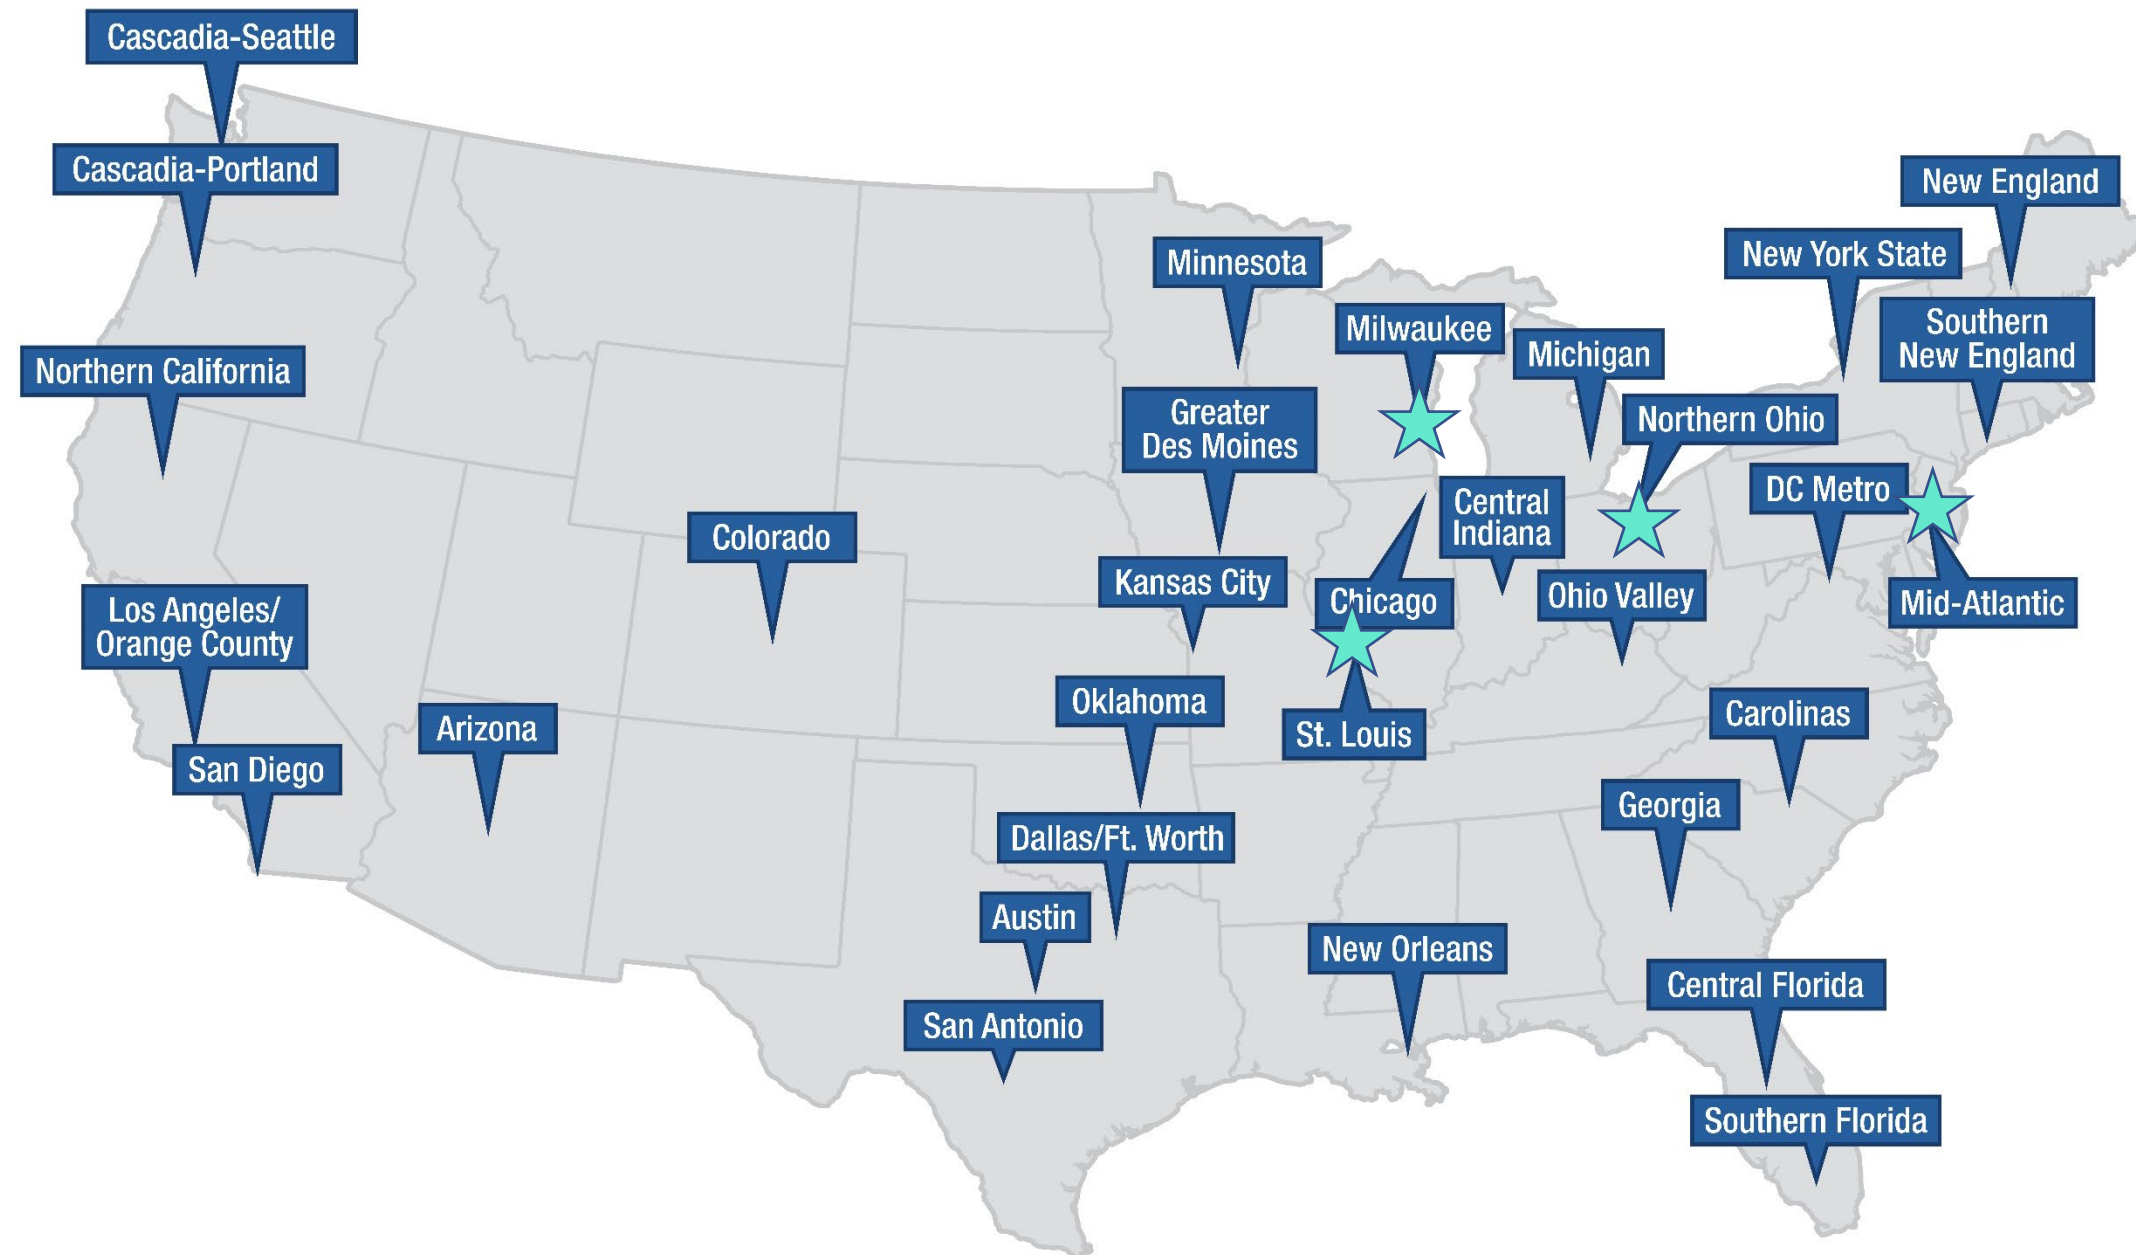 Cascadia-Seattle
Cascadia-Portland
New England
New York State
Minnesota
Southern
New England
Milwaukee
Michigan
Northern California
Greater
Des Moines
Northern Ohio
DC Metro
Central
Indiana
Colorado
Kansas City
Chicago
Ohio Valley
Mid-Atlantic
Los Angeles/
Orange County
Oklahoma
St. Louis
Carolinas
Arizona
San Diego
Georgia
Dallas/Ft. Worth
Austin
New Orleans
Central Florida
San Antonio
Southern Florida